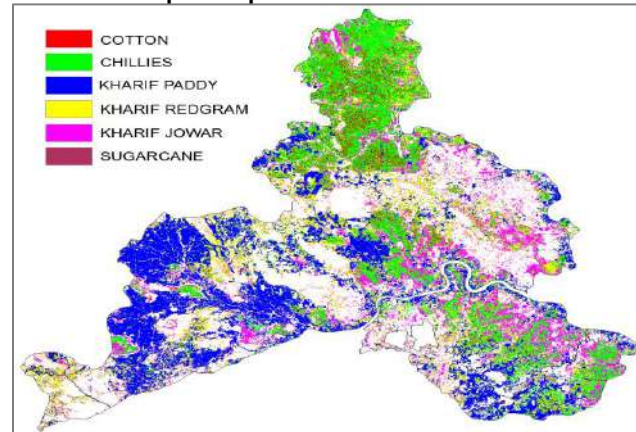 COTTON
CHILLIES
KHARIF PADDY
KHARIF REDGRAM
KHARIF JOWAR
SUGARCANE